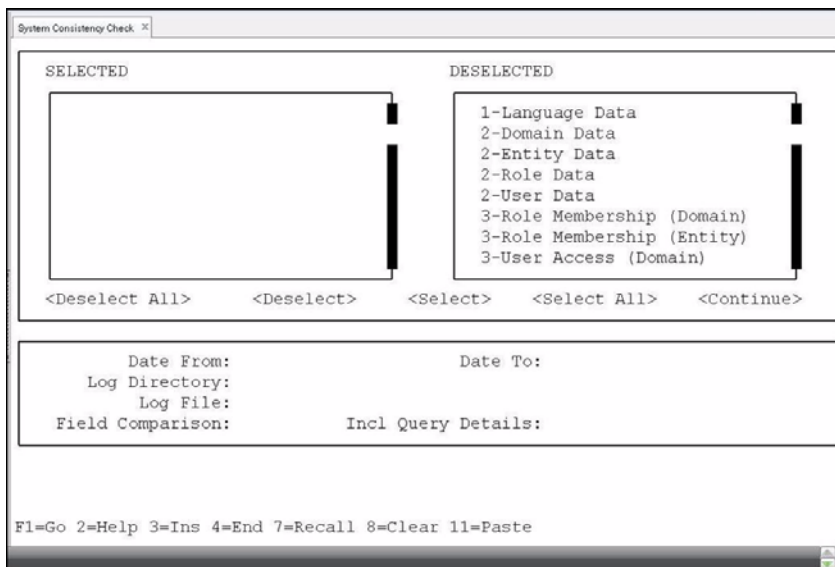 System Consistency Check ×
SELECTED DESELECTED
1-Language Data
2-Domain Data
2-Entity Data
2-Role Data
2-User Data
3-Role Membership (Domain)
3-Role Membership (Entity)
3-User Access (Domain)
<Deselect All> <Deselect> <Select> <Select All> <Continue>
Date From: Date To:
Log Directory:
Log File:
Field Comparison: Incl Query Details:
F1=Go 2=Help 3=Ins 4=End 7=Recall 8=Clear 11=Paste